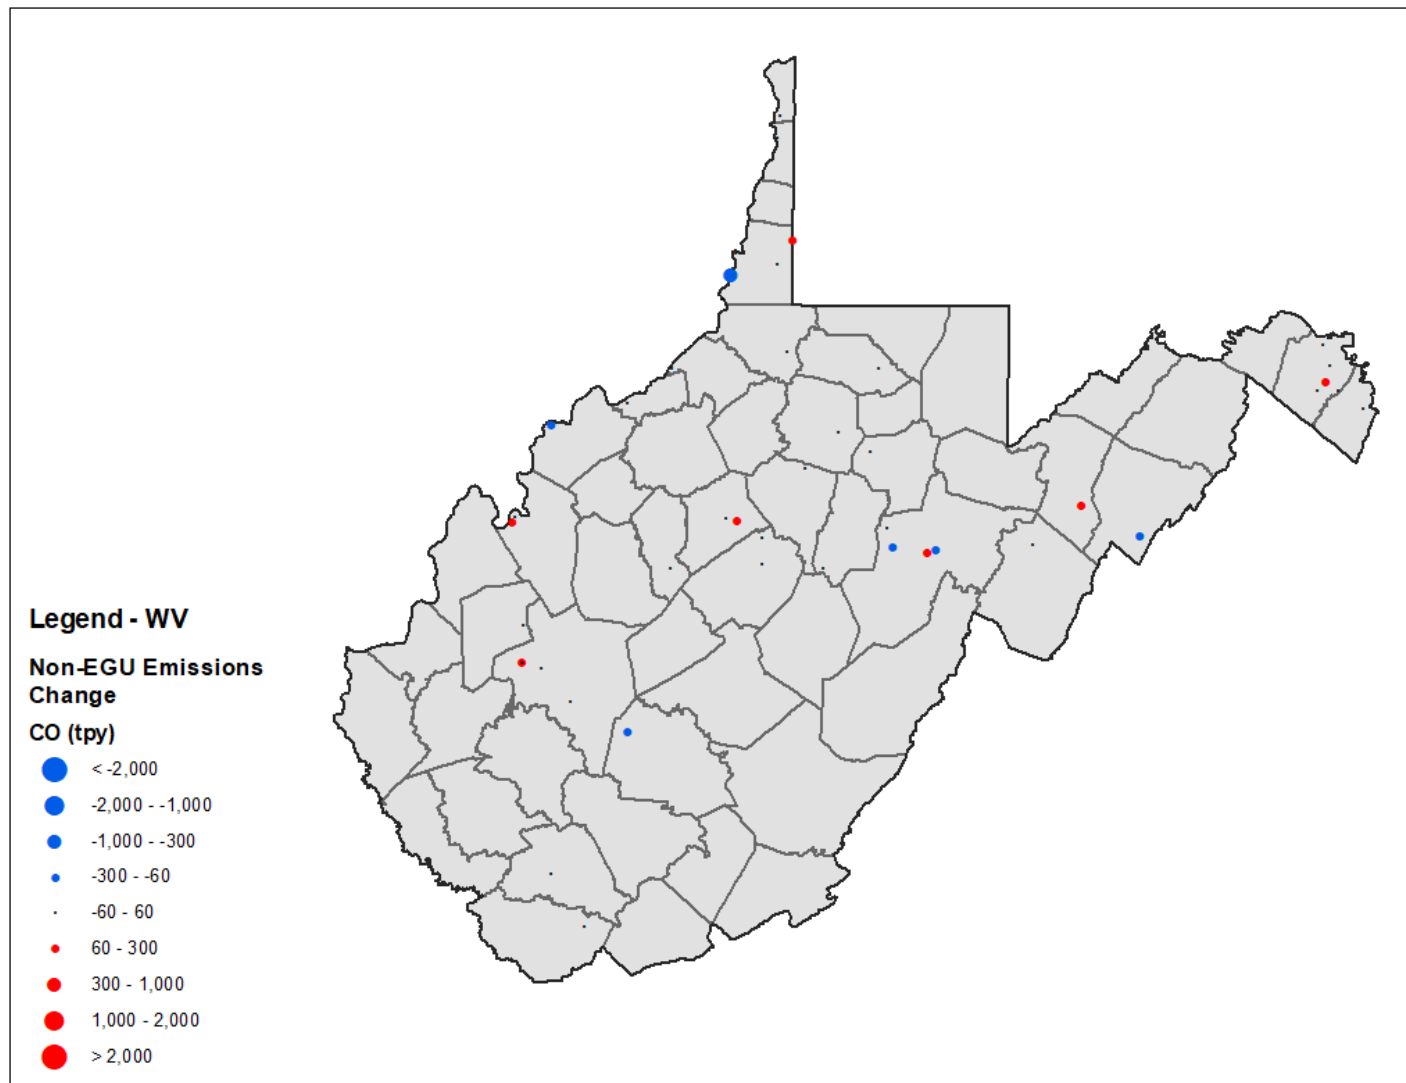 Legend - WV
Non-EGU Emissions
Change
CO (tpy)
< -2,000
-2,000 - -1,000
-1,000 - -300
-300 - -60
-60 - 60
60 - 300
300 - 1,000
1,000 - 2,000
> 2,000